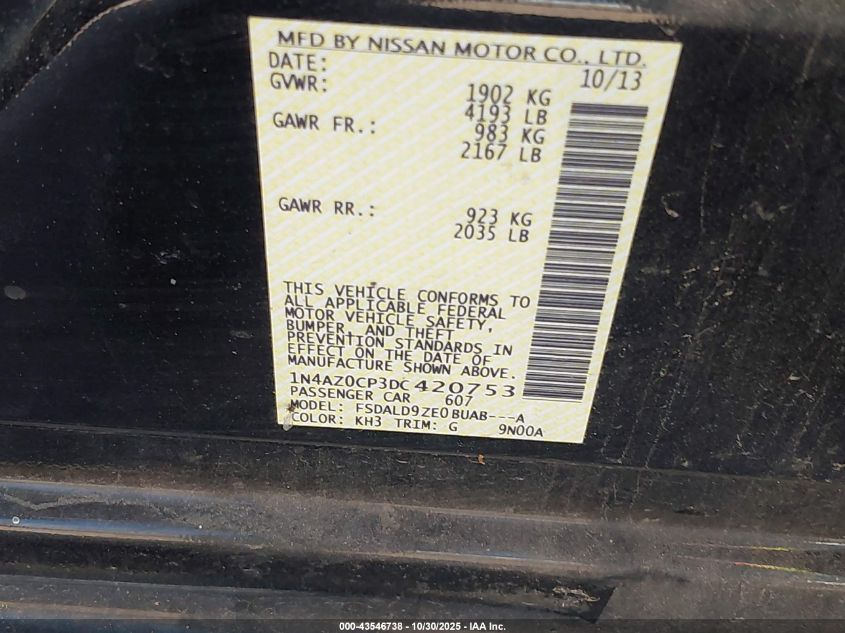 MFD BY NISSAN MOTOR CO., LTD.
DATE: 10/13
GVWR: 1902 KG
4193 LB
GAWR FR.: 983 KG
2167 LB
GAWR RR.: 923 KG
2035 LB
THIS VEHICLE CONFORMS TO
ALL APPLICABLE FEDERAL
MOTOR VEHICLE SAFETY,
BUMPER, AND THEFT
PREVENTION STANDARDS IN
EFFECT ON THE DATE OF
MANUFACTURE SHOWN ABOVE.
1N4AZ0CP3DC420753
PASSENGER CAR 607
MODEL: FSDALD9ZE0BUAB---A
COLOR: KH3 TRIM: G 9N00A
000-43546738 - 10/30/2025 - IAA Inc.